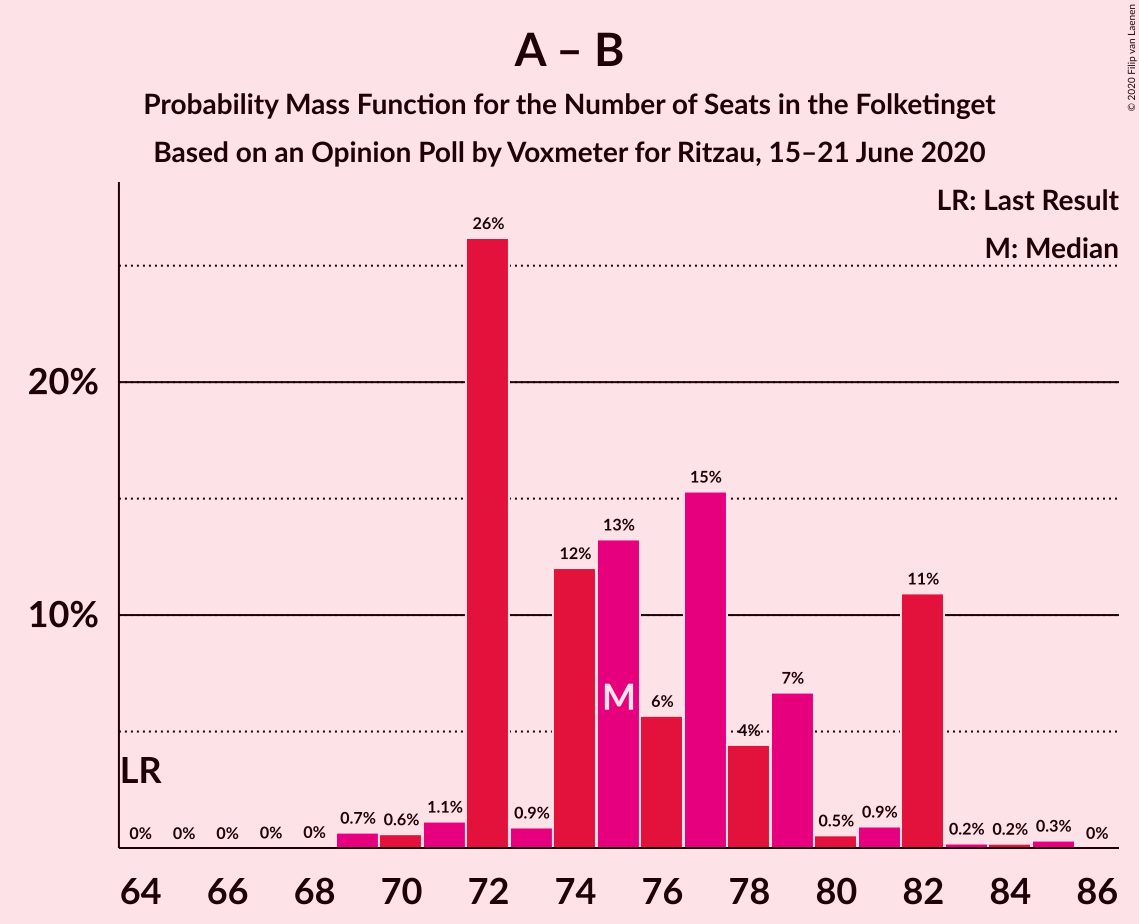 A – B
Probability Mass Function for the Number of Seats in the Folketinget
Based on an Opinion Poll by Voxmeter for Ritzau, 15–21 June 2020
© 2020 Filip van Laenen
LR: Last Result
M: Median
20%
10%
LR
M
0% 0% 0% 0% 0% 0.7% 0.6% 1.1% 26% 0.9% 12% 13% 6% 15% 4% 7% 0.5% 0.9% 11% 0.2% 0.2% 0.3% 0%
64 66 68 70 72 74 76 78 80 82 84 86